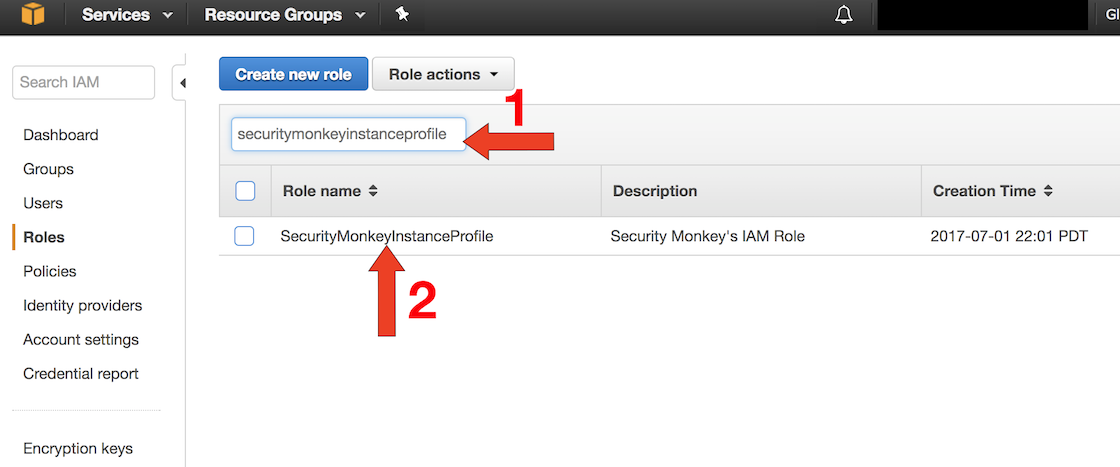 Services Resource Groups
Search IAM
Dashboard
Groups
Users
Roles
Policies
Identity providers
Account settings
Credential report
Encryption keys
Create new role Role actions
1
securitymonkeyinstanceprofile
Role name Description Creation Time
SecurityMonkeyInstanceProfile Security Monkey's IAM Role 2017-07-01 22:01 PDT
2